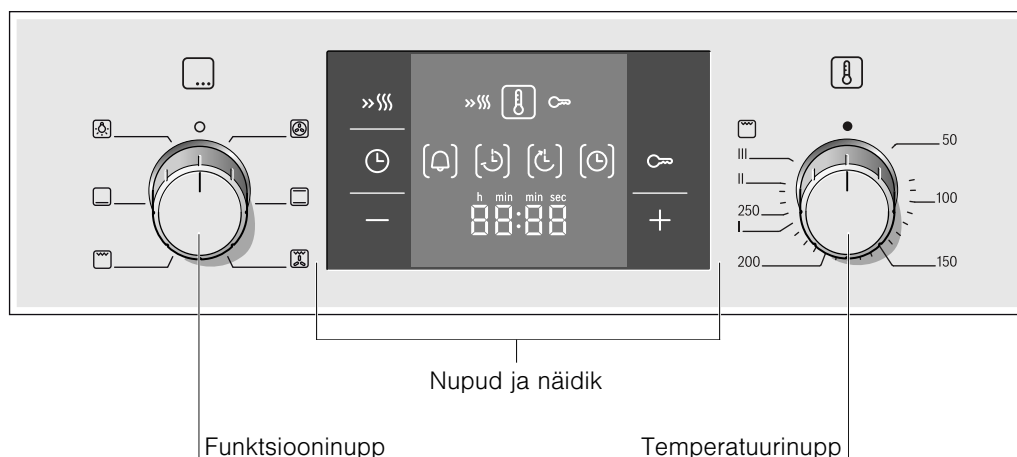 h min min sec
88:88
50
100
150
200
I
250
II
III
Nupud ja näidik
Funktsiooninupp
Temperatuurinupp